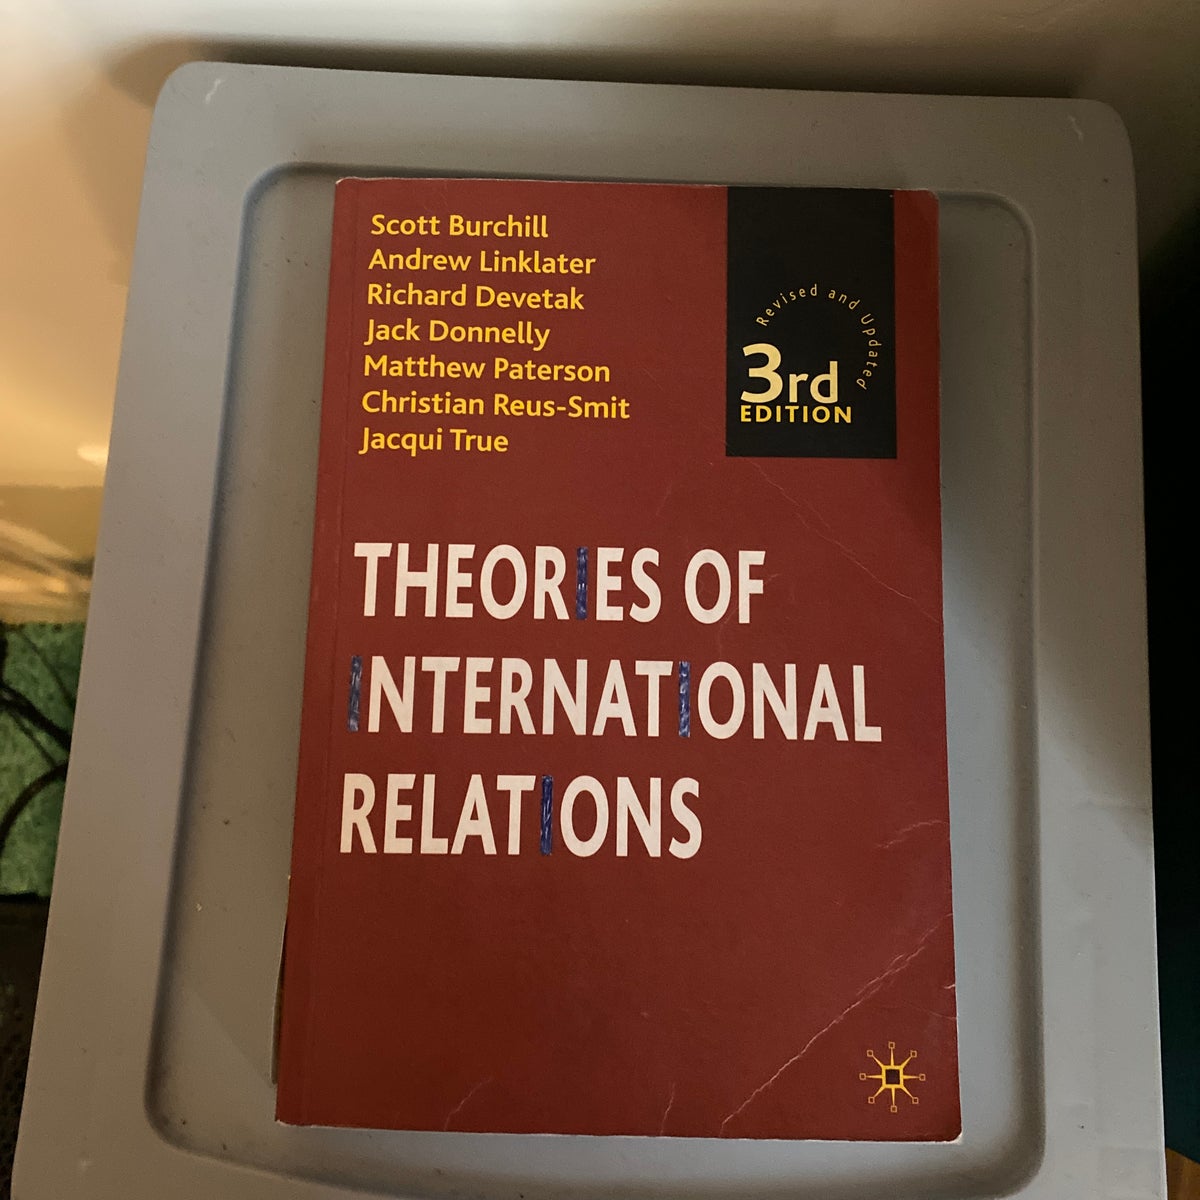 Scott Burchill
Andrew Linklater
Richard Devetak
Jack Donnelly
Matthew Paterson
Christian Reus-Smit
Jacqui True
Revised and Updated
3rd
EDITION
THEORIES OF
INTERNATIONAL
RELATIONS